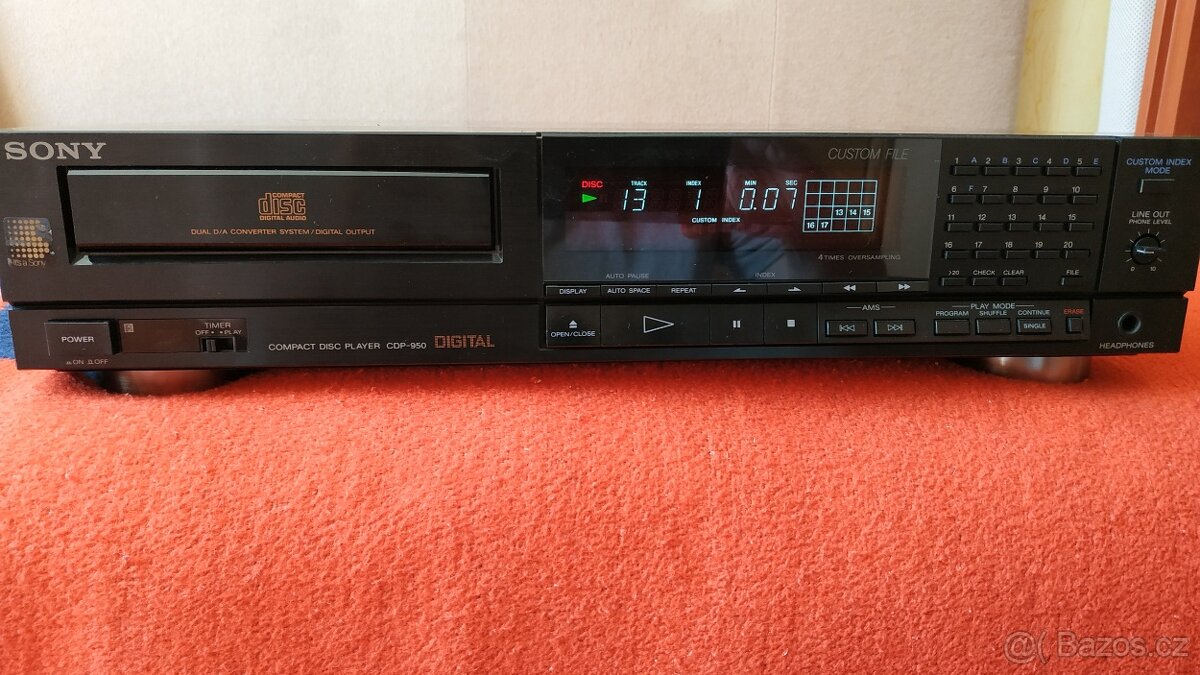 SONY
COMPACT
disc
DIGITAL AUDIO
DUAL D/A CONVERTER SYSTEM / DIGITAL OUTPUT
It's a Sony
POWER
ON OFF
TIMER
OFF • • PLAY
COMPACT DISC PLAYER CDP-950 DIGITAL
CUSTOM FILE
DISC TRACK INDEX MIN SEC
13 1 0.07
CUSTOM INDEX
13 14 15
16 17
4 TIMES OVERSAMPLING
AUTO PAUSE INDEX
DISPLAY AUTO SPACE REPEAT
OPEN/CLOSE
AMS
PLAY MODE
PROGRAM SHUFFLE CONTINUE
SINGLE
ERASE
1 A 2 B 3 C 4 D 5 E
6 F 7 8 9 10
11 12 13 14 15
16 17 18 19 20
>20 CHECK CLEAR FILE
CUSTOM INDEX
MODE
LINE OUT
PHONE LEVEL
0 10
HEADPHONES
@( Bazos.cz